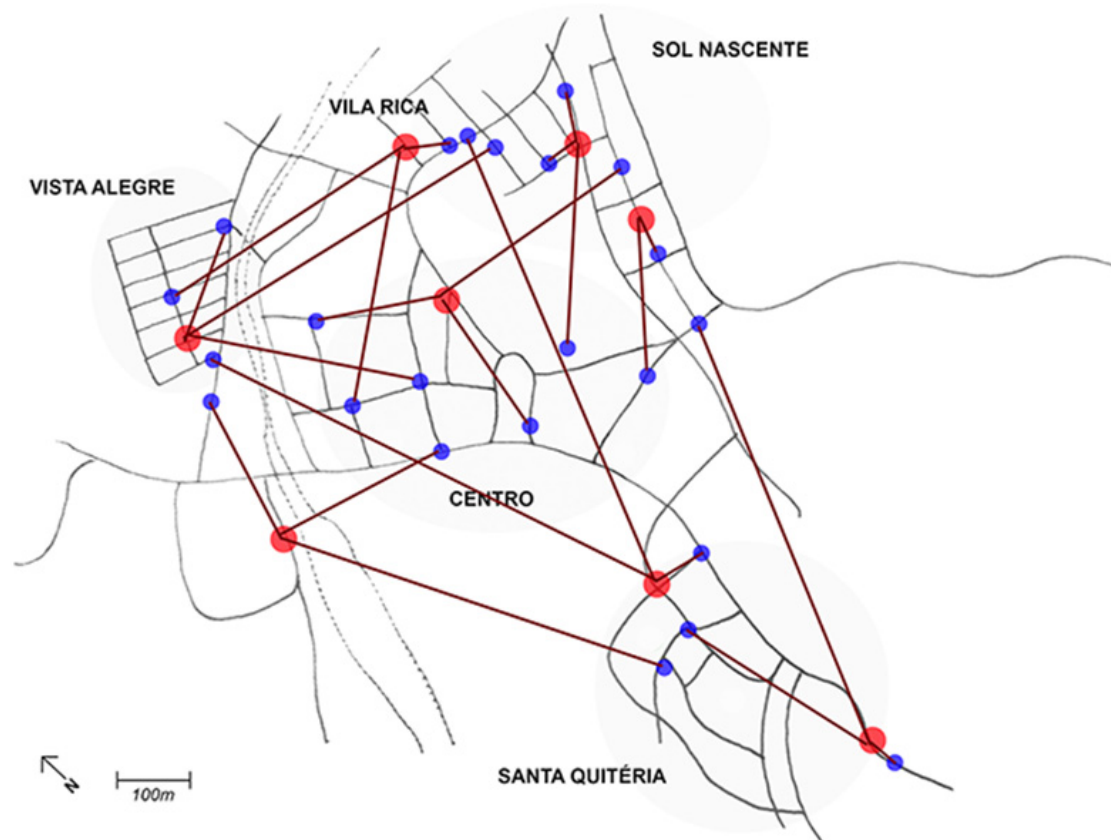 SOL NASCENTE
VILA RICA
VISTA ALEGRE
CENTRO
SANTA QUITÉRIA
N
100m